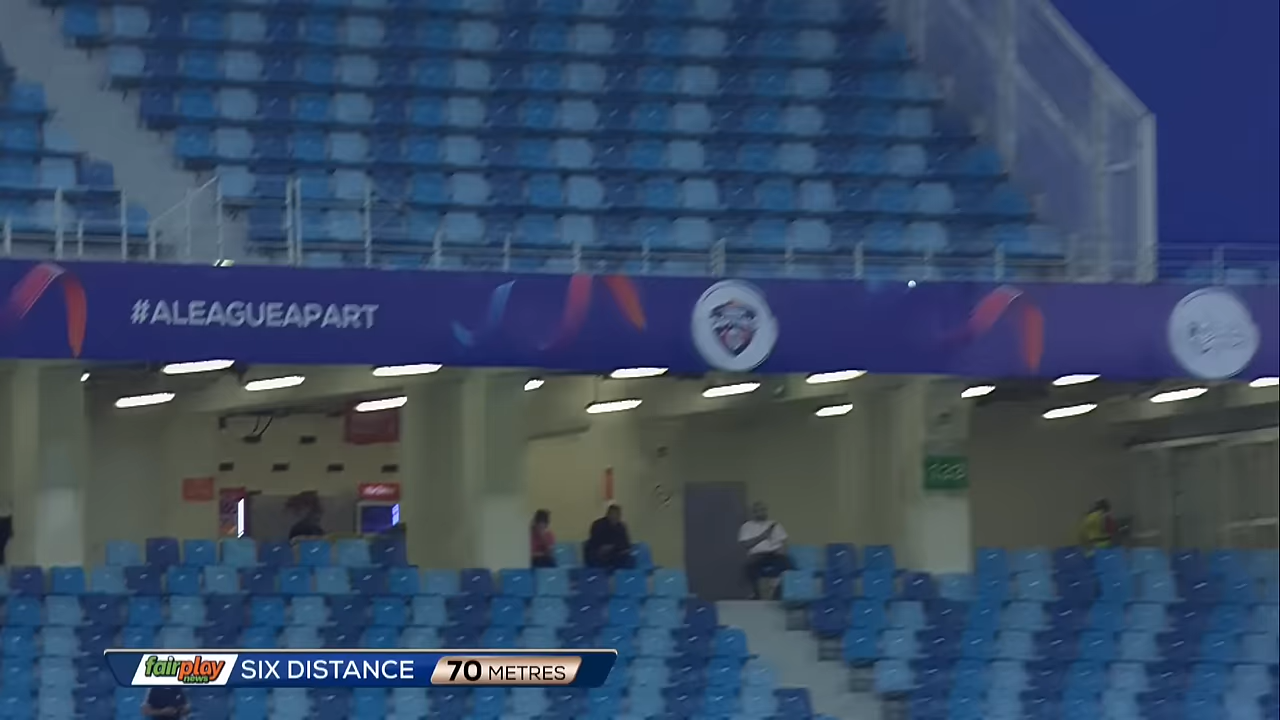 #ALEAGUEAPART
fairplay
news
SIX DISTANCE
70 METRES